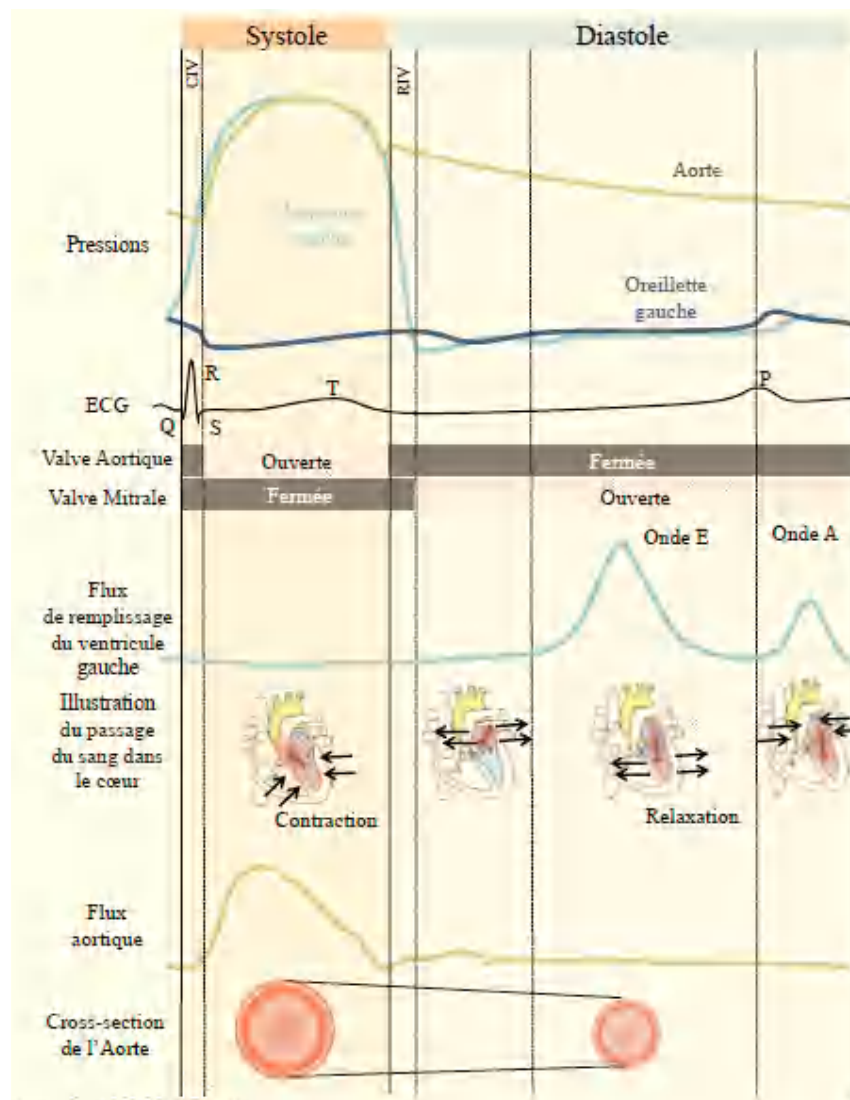 Systole
Diastole
CIV
RIV
Aorte
Pressions
Oreillette
gauche
R
T
P
ECG
Q
S
Valve Aortique
Ouverte
Fermée
Valve Mitrale
Fermée
Ouverte
Onde E
Onde A
Flux
de remplissage
du ventricule
gauche
Illustration
du passage
du sang dans
le cœur
Contraction
Relaxation
Flux
aortique
Cross-section
de l'Aorte